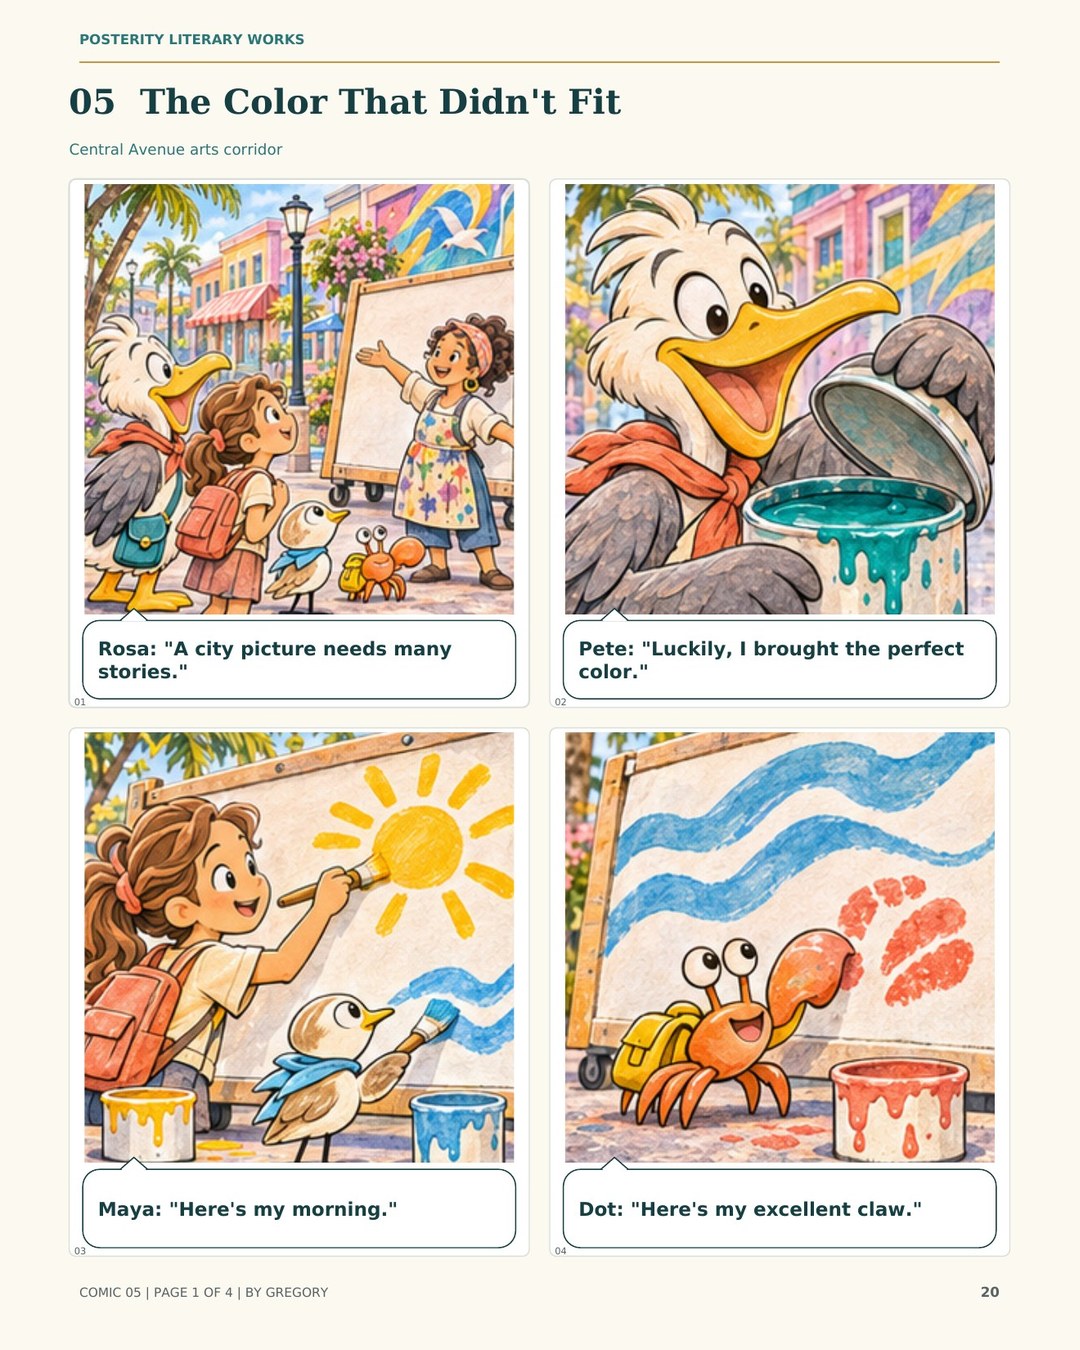 POSTERITY LITERARY WORKS
05 The Color That Didn't Fit
Central Avenue arts corridor
Rosa: "A city picture needs many
stories."
01
Pete: "Luckily, I brought the perfect
color."
02
Maya: "Here's my morning."
03
Dot: "Here's my excellent claw."
04
COMIC 05 | PAGE 1 OF 4 | BY GREGORY
20